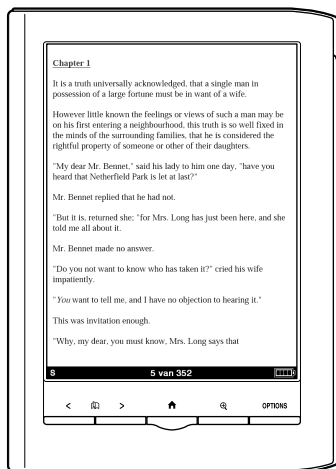 Chapter 1
It is a truth universally acknowledged, that a single man in
possession of a large fortune must be in want of a wife.
However little known the feelings or views of such a man may be
on his first entering a neighbourhood, this truth is so well fixed in
the minds of the surrounding families, that he is considered the
rightful property of someone or other of their daughters.
"My dear Mr. Bennet," said his lady to him one day, "have you
heard that Netherfield Park is let at last?"
Mr. Bennet replied that he had not.
"But it is, returned she; "for Mrs. Long has just been here, and she
told me all about it.
Mr. Bennet made no answer.
"Do you not want to know who has taken it?" cried his wife
impatiently.
"You want to tell me, and I have no objection to hearing it."
This was invitation enough.
"Why, my dear, you must know, Mrs. Long says that
S 5 van 352
< > OPTIONS